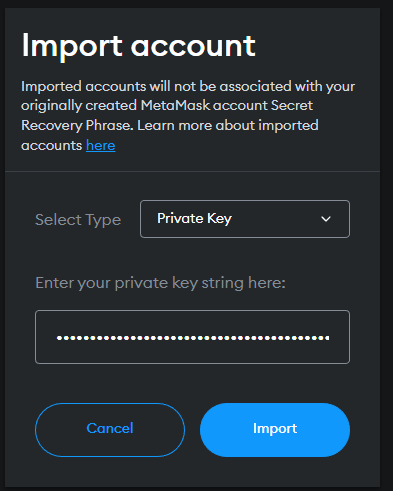 Import account
Imported accounts will not be associated with your
originally created MetaMask account Secret
Recovery Phrase. Learn more about imported
accounts here
Select Type
Private Key
Enter your private key string here:
••••••••••••••••••••••••••••••••••••••••
Cancel
Import